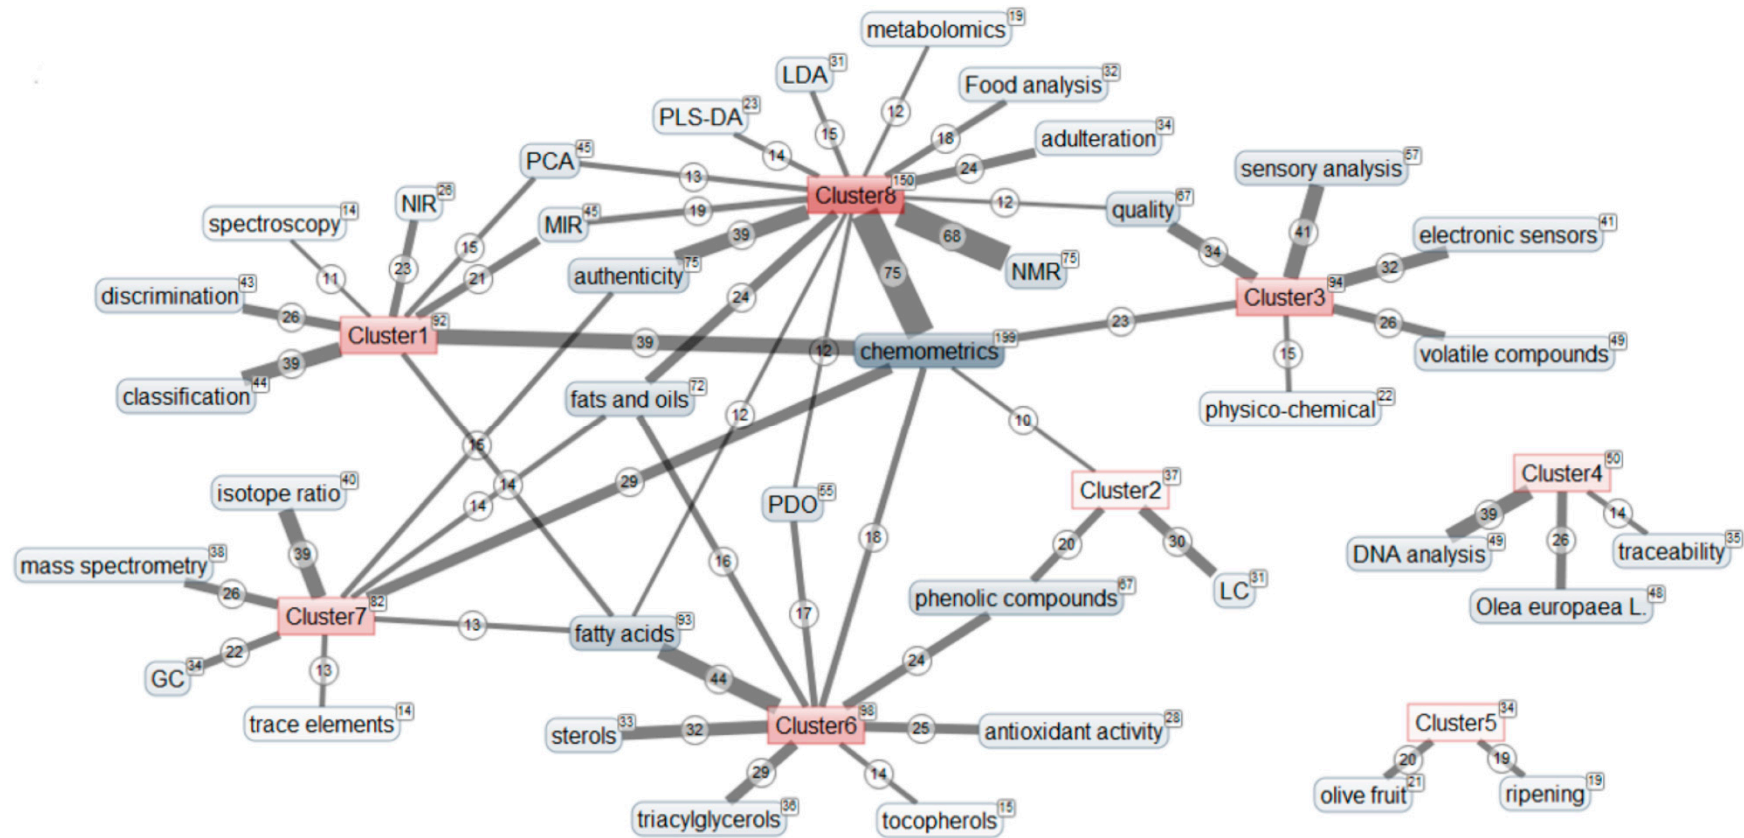 metabolomics 19
LDA 31
Food analysis 32
PLS-DA 23
adulteration 34
PCA 45
sensory analysis 57
12
15
18
14
24
13
Cluster8 150
NIR 26
MIR 45
19
12
quality 67
spectroscopy 14
41
electronic sensors 41
39
68
34
15
23
21
11
authenticity 75
75
NMR 75
32
discrimination 43
24
Cluster3 94
26
Cluster1 92
39
12
chemometrics 199
23
26
15
volatile compounds 49
39
classification 44
fats and oils 72
12
10
physico-chemical 22
16
14
isotope ratio 40
14
29
PDO 55
Cluster2 37
Cluster4 50
39
mass spectrometry 38
16
18
20
30
39
26
14
DNA analysis 49
traceability 35
26
Cluster7 82
13
fatty acids 93
17
phenolic compounds 67
LC 31
Olea europaea L. 48
22
GC 34
13
44
24
trace elements 14
sterols 33
32
Cluster6 98
25
antioxidant activity 28
Cluster5 34
29
14
20
19
triacylglycerols 36
tocopherols 15
olive fruit 21
ripening 19